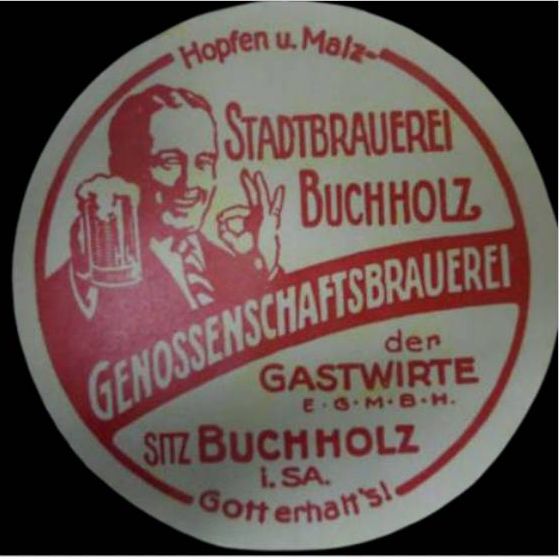 Hopfen u. Malz-
STADTBRAUEREI
BUCHHOLZ
GENOSSENSCHAFTSBRAUEREI
der
GASTWIRTE
E·G·M·B·H.
SITZ BUCHHOLZ
i. SA.
Gott erhalt's!